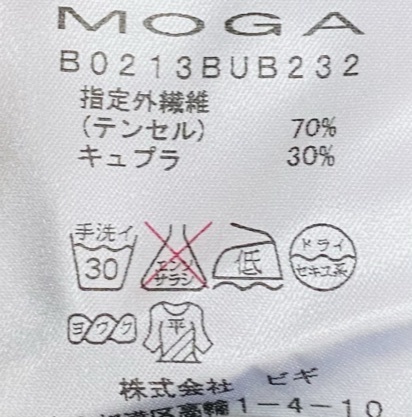 MOGA
B0213BUB232
指定外繊維
(テンセル) 70%
キュプラ 30%
手洗イ 30
エンソサラシ
低
ドライ セキユ系
ヨワク
平
株式会社 ビギ
港区高輪1-4-10